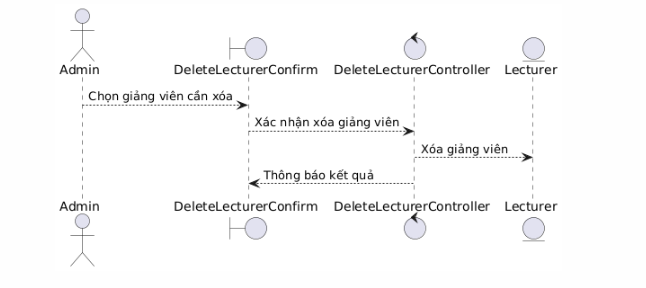 Admin DeleteLecturerConfirm DeleteLecturerController Lecturer
Chọn giảng viên cần xóa
Xác nhận xóa giảng viên
Xóa giảng viên
Thông báo kết quả
Admin DeleteLecturerConfirm DeleteLecturerController Lecturer